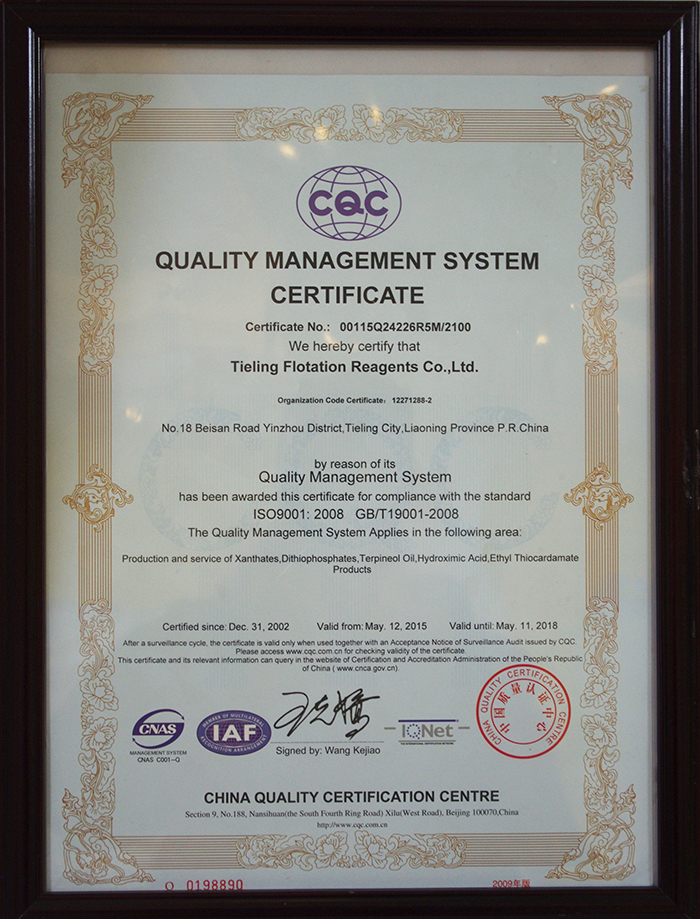 CQC
QUALITY MANAGEMENT SYSTEM
CERTIFICATE
Certificate No.: 00115Q24226R5M/2100
We hereby certify that
Tieling Flotation Reagents Co.,Ltd.
Organization Code Certificate: 12271288-2
No.18 Beisan Road Yinzhou District,Tieling City,Liaoning Province P.R.China
by reason of its
Quality Management System
has been awarded this certificate for compliance with the standard
ISO9001: 2008 GB/T19001-2008
The Quality Management System Applies in the following area:
Production and service of Xanthates,Dithiophosphates,Terpineol Oil,Hydroximic Acid,Ethyl Thiocardamate
Products
Certified since: Dec. 31, 2002 Valid from: May. 12, 2015 Valid until: May. 11, 2018
After a surveillance cycle, the certificate is valid only when used together with an Acceptance Notice of Surveillance Audit issued by CQC.
Please access www.cqc.com.cn for checking validity of the certificate.
This certificate and its relevant information can query in the website of Certification and Accreditation Administration of the People's Republic
of China ( www.cnca.gov.cn).
CNAS
MANAGEMENT SYSTEM
CNAS C001-Q
MEMBER OF MULTILATERAL
IAF
RECOGNITION ARRANGEMENT
Signed by: Wang Kejiao
IQNet
THE INTERNATIONAL CERTIFICATION NETWORK
CHINA QUALITY CERTIFICATION CENTRE
中国质量认证中心
CHINA QUALITY CERTIFICATION CENTRE
Section 9, No.188, Nansihuan(the South Fourth Ring Road) Xilu(West Road), Beijing 100070,China
http://www.cqc.com.cn
Q 0198890
2009年版